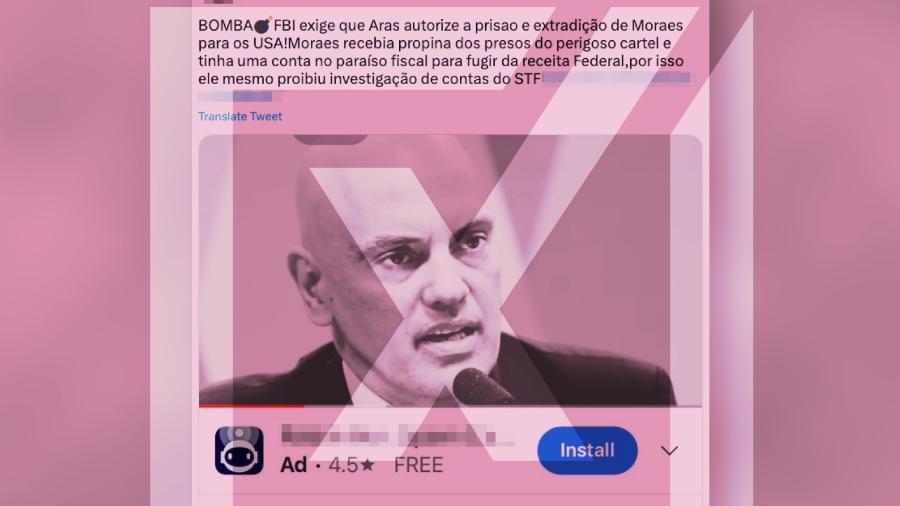 BOMBA💣FBI exige que Aras autorize a prisao e extradição de Moraes
para os USA!Moraes recebia propina dos presos do perigoso cartel e
tinha uma conta no paraíso fiscal para fugir da receita Federal,por isso
ele mesmo proibiu investigação de contas do STF
Translate Tweet
Ad · 4.5★ FREE
Install